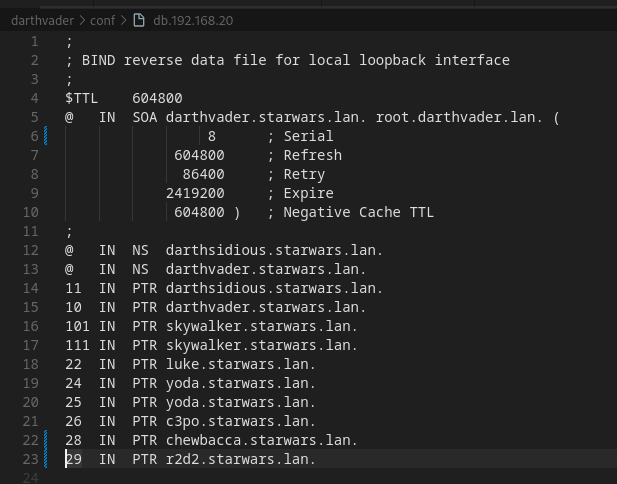 darthvader > conf > db.192.168.20
1 ;
2 ; BIND reverse data file for local loopback interface
3 ;
4 $TTL 604800
5 @ IN SOA darthvader.starwars.lan. root.darthvader.lan. (
6 8 ; Serial
7 604800 ; Refresh
8 86400 ; Retry
9 2419200 ; Expire
10 604800 ) ; Negative Cache TTL
11 ;
12 @ IN NS darthsidious.starwars.lan.
13 @ IN NS darthvader.starwars.lan.
14 11 IN PTR darthsidious.starwars.lan.
15 10 IN PTR darthvader.starwars.lan.
16 101 IN PTR skywalker.starwars.lan.
17 111 IN PTR skywalker.starwars.lan.
18 22 IN PTR luke.starwars.lan.
19 24 IN PTR yoda.starwars.lan.
20 25 IN PTR yoda.starwars.lan.
21 26 IN PTR c3po.starwars.lan.
22 28 IN PTR chewbacca.starwars.lan.
23 29 IN PTR r2d2.starwars.lan.
24